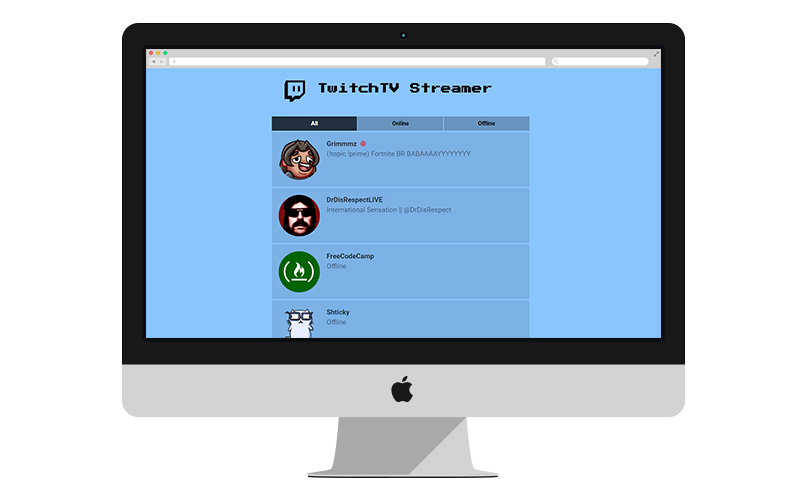 TwitchTV Streamer
All Online Offline
Grimmmz
(!topic !prime) Fortnite BR BABAAAAYYYYYYYY
DrDisRespectLIVE
International Sensation || @DrDisRespect
FreeCodeCamp
Offline
Shticky
Offline